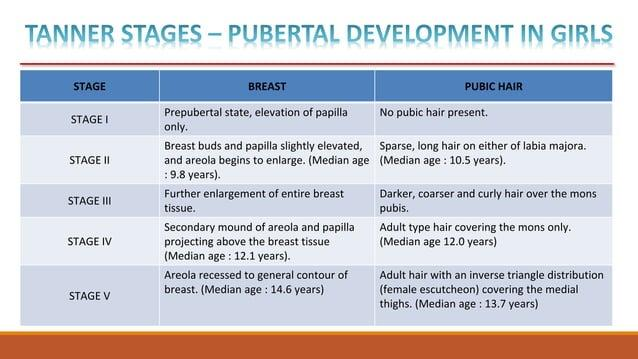 TANNER STAGES – PUBERTAL DEVELOPMENT IN GIRLS
STAGE BREAST PUBIC HAIR
STAGE I
Prepubertal state, elevation of papilla
only.
No pubic hair present.
STAGE II
Breast buds and papilla slightly elevated,
and areola begins to enlarge. (Median age
: 9.8 years).
Sparse, long hair on either of labia majora.
(Median age : 10.5 years).
STAGE III
Further enlargement of entire breast
tissue.
Darker, coarser and curly hair over the mons
pubis.
STAGE IV
Secondary mound of areola and papilla
projecting above the breast tissue
(Median age : 12.1 years).
Adult type hair covering the mons only.
(Median age 12.0 years)
STAGE V
Areola recessed to general contour of
breast. (Median age : 14.6 years)
Adult hair with an inverse triangle distribution
(female escutcheon) covering the medial
thighs. (Median age : 13.7 years)